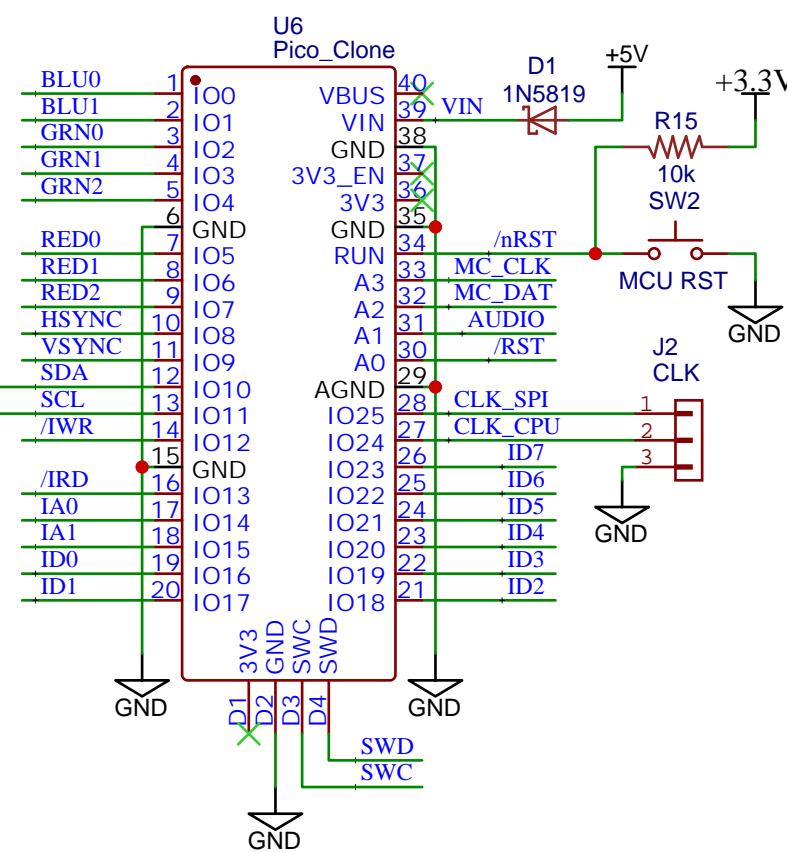 U6
Pico_Clone
BLU0 1 IO0
BLU1 2 IO1
GRN0 3 IO2
GRN1 4 IO3
GRN2 5 IO4
6 GND
RED0 7 IO5
RED1 8 IO6
RED2 9 IO7
HSYNC 10 IO8
VSYNC 11 IO9
SDA 12 IO10
SCL 13 IO11
/IWR 14 IO12
15 GND
/IRD 16 IO13
IA0 17 IO14
IA1 18 IO15
ID0 19 IO16
ID1 20 IO17
VBUS 40
VIN 39 VIN
GND 38
3V3_EN 37
3V3 36
GND 35
RUN 34 /nRST
A3 33 MC_CLK
A2 32 MC_DAT
A1 31 AUDIO
A0 30 /RST
AGND 29
IO25 28 CLK_SPI
IO24 27 CLK_CPU
IO23 26 ID7
IO22 25 ID6
IO21 24 ID5
IO20 23 ID4
IO19 22 ID3
IO18 21 ID2
3V3 GND SWC SWD
D1 D2 D3 D4
SWD
SWC
GND
GND
GND
D1
1N5819
+5V
+3.3V
R15
10k
SW2
MCU RST
GND
J2
CLK
1
2
3
GND